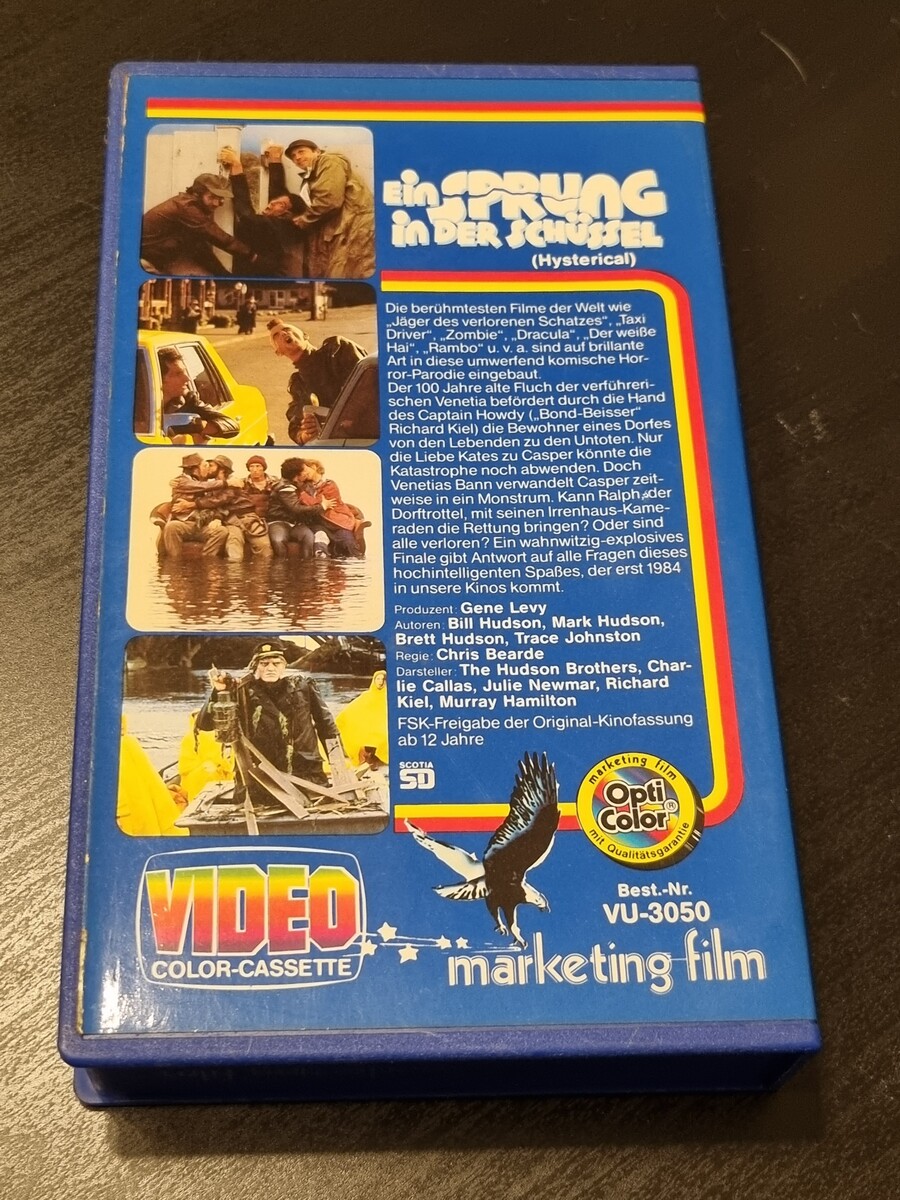 Ein SPRUNG
in DER SCHÜSSEL
(Hysterical)
Die berühmtesten Filme der Welt wie
„Jäger des verlorenen Schatzes“, „Taxi
Driver“, „Zombie“, „Dracula“, „Der weiße
Hai“, „Rambo“ u. v. a. sind auf brillante
Art in diese umwerfend komische Hor-
ror-Parodie eingebaut.
Der 100 Jahre alte Fluch der verführeri-
schen Venetia befördert durch die Hand
des Captain Howdy („Bond-Beisser“
Richard Kiel) die Bewohner eines Dorfes
von den Lebenden zu den Untoten. Nur
die Liebe Kates zu Casper könnte die
Katastrophe noch abwenden. Doch
Venetias Bann verwandelt Casper zeit-
weise in ein Monstrum. Kann Ralph, der
Dorftrottel, mit seinen Irrenhaus-Kame-
raden die Rettung bringen? Oder sind
alle verloren? Ein wahnwitzig-explosives
Finale gibt Antwort auf alle Fragen dieses
hochintelligenten Spaßes, der erst 1984
in unsere Kinos kommt.
Produzent: Gene Levy
Autoren: Bill Hudson, Mark Hudson,
Brett Hudson, Trace Johnston
Regie: Chris Bearde
Darsteller: The Hudson Brothers, Char-
lie Callas, Julie Newmar, Richard
Kiel, Murray Hamilton
FSK-Freigabe der Original-Kinofassung
ab 12 Jahre
SCOTIA
SD
marketing film
Opti
Color ®
mit Qualitätsgarantie
Best.-Nr.
VU-3050
VIDEO
COLOR-CASSETTE
marketing film